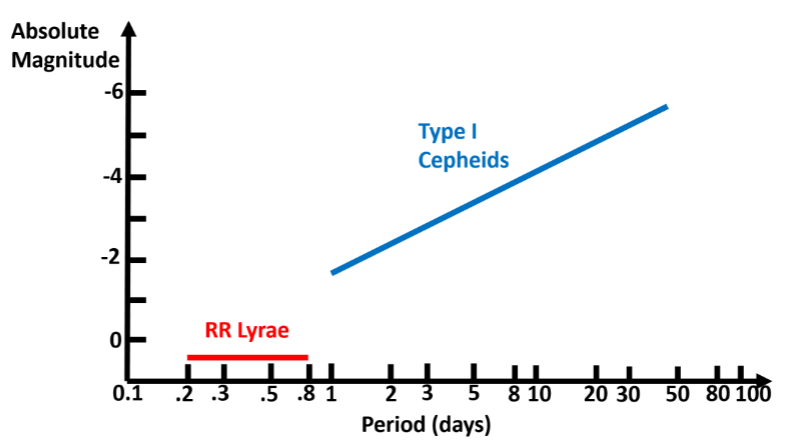 Absolute
Magnitude
-6
Type I
Cepheids
-4
-2
RR Lyrae
0
0.1 .2 .3 .5 .8 1 2 3 5 8 10 20 30 50 80 100
Period (days)